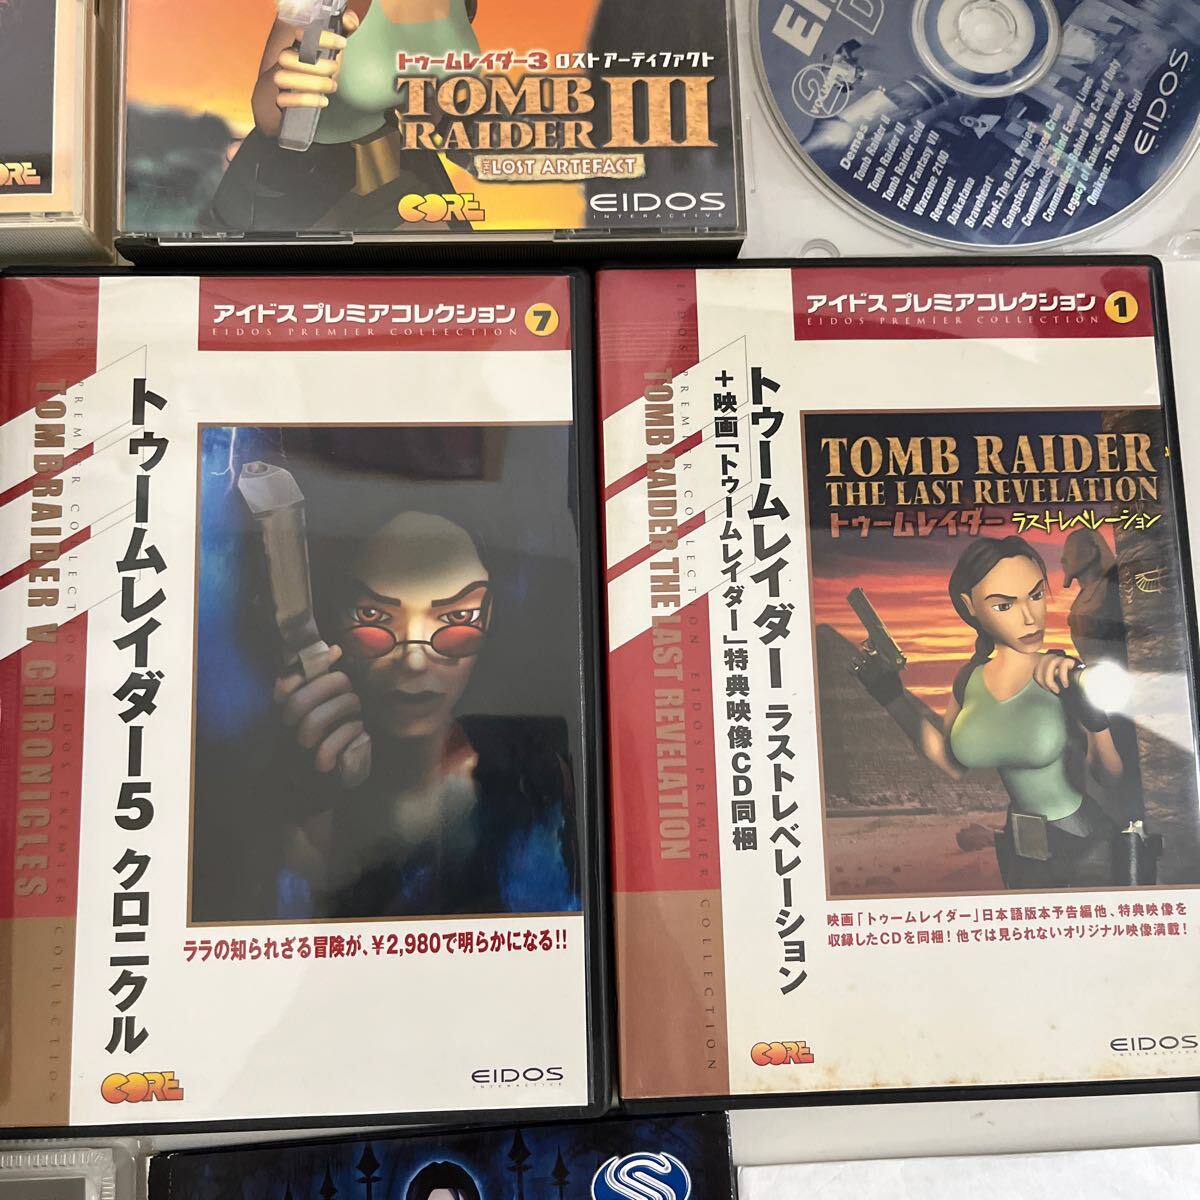 トゥームレイダー3 ロスト アーティファクト
TOMB RAIDER III
THE LOST ARTEFACT
CORE
EIDOS
INTERACTIVE
CORE
2
Demos
Tomb Raider II
Tomb Raider III
Tomb Raider Gold
Final Fantasy VII
Warzone 2100
Revenant
Daikatana
Braveheart
Thief: The Dark Project
Gangsters: Organized Crime
Commandos: Behind Enemy Lines
Commandos: Behind the Call of Duty
Legacy of Kain: Soul Reaver
Omikron: The Nomad Soul
EIDOS
アイドス プレミアコレクション 7
EIDOS PREMIER COLLECTION
トゥームレイダー5 クロニクル
TOMBRAIDER V CHRONICLES
ララの知られざる冒険が、¥2,980で明らかになる!!
CORE
EIDOS
INTERACTIVE
アイドス プレミアコレクション 1
EIDOS PREMIER COLLECTION
トゥームレイダー ラストレベレーション
+映画「トゥームレイダー」特典映像CD同梱
TOMB RAIDER THE LAST REVELATION
EIDOS PREMIER COLLECTION
TOMB RAIDER
THE LAST REVELATION
トゥームレイダー ラストレベレーション
映画「トゥームレイダー」日本語版本予告編他、特典映像を
収録したCDを同梱!他では見られないオリジナル映像満載!
CORE
EIDOS
INTERACTIVE